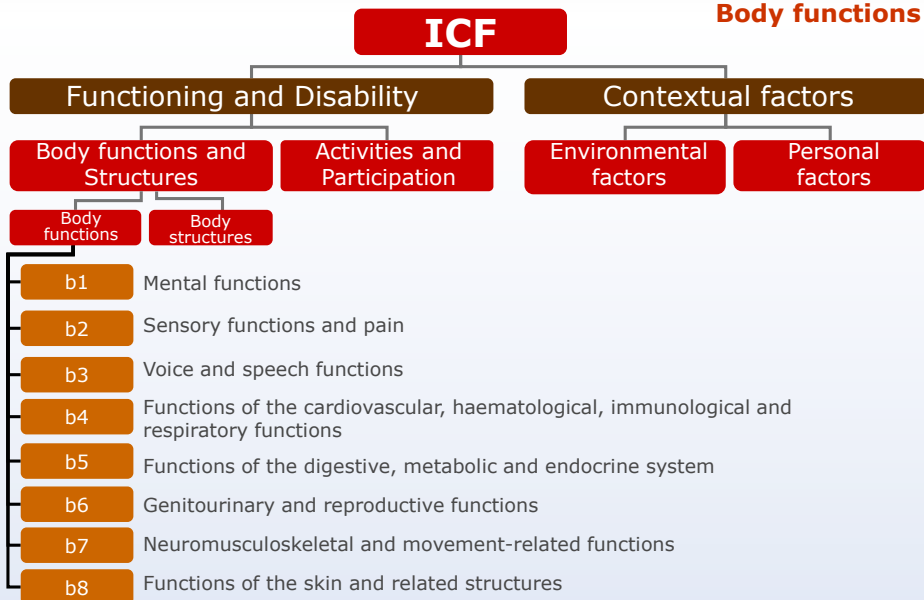 Body functions
ICF
Functioning and Disability
Contextual factors
Body functions and
Structures
Activities and
Participation
Environmental
factors
Personal
factors
Body
functions
Body
structures
b1 Mental functions
b2 Sensory functions and pain
b3 Voice and speech functions
b4 Functions of the cardiovascular, haematological, immunological and
respiratory functions
b5 Functions of the digestive, metabolic and endocrine system
b6 Genitourinary and reproductive functions
b7 Neuromusculoskeletal and movement-related functions
b8 Functions of the skin and related structures